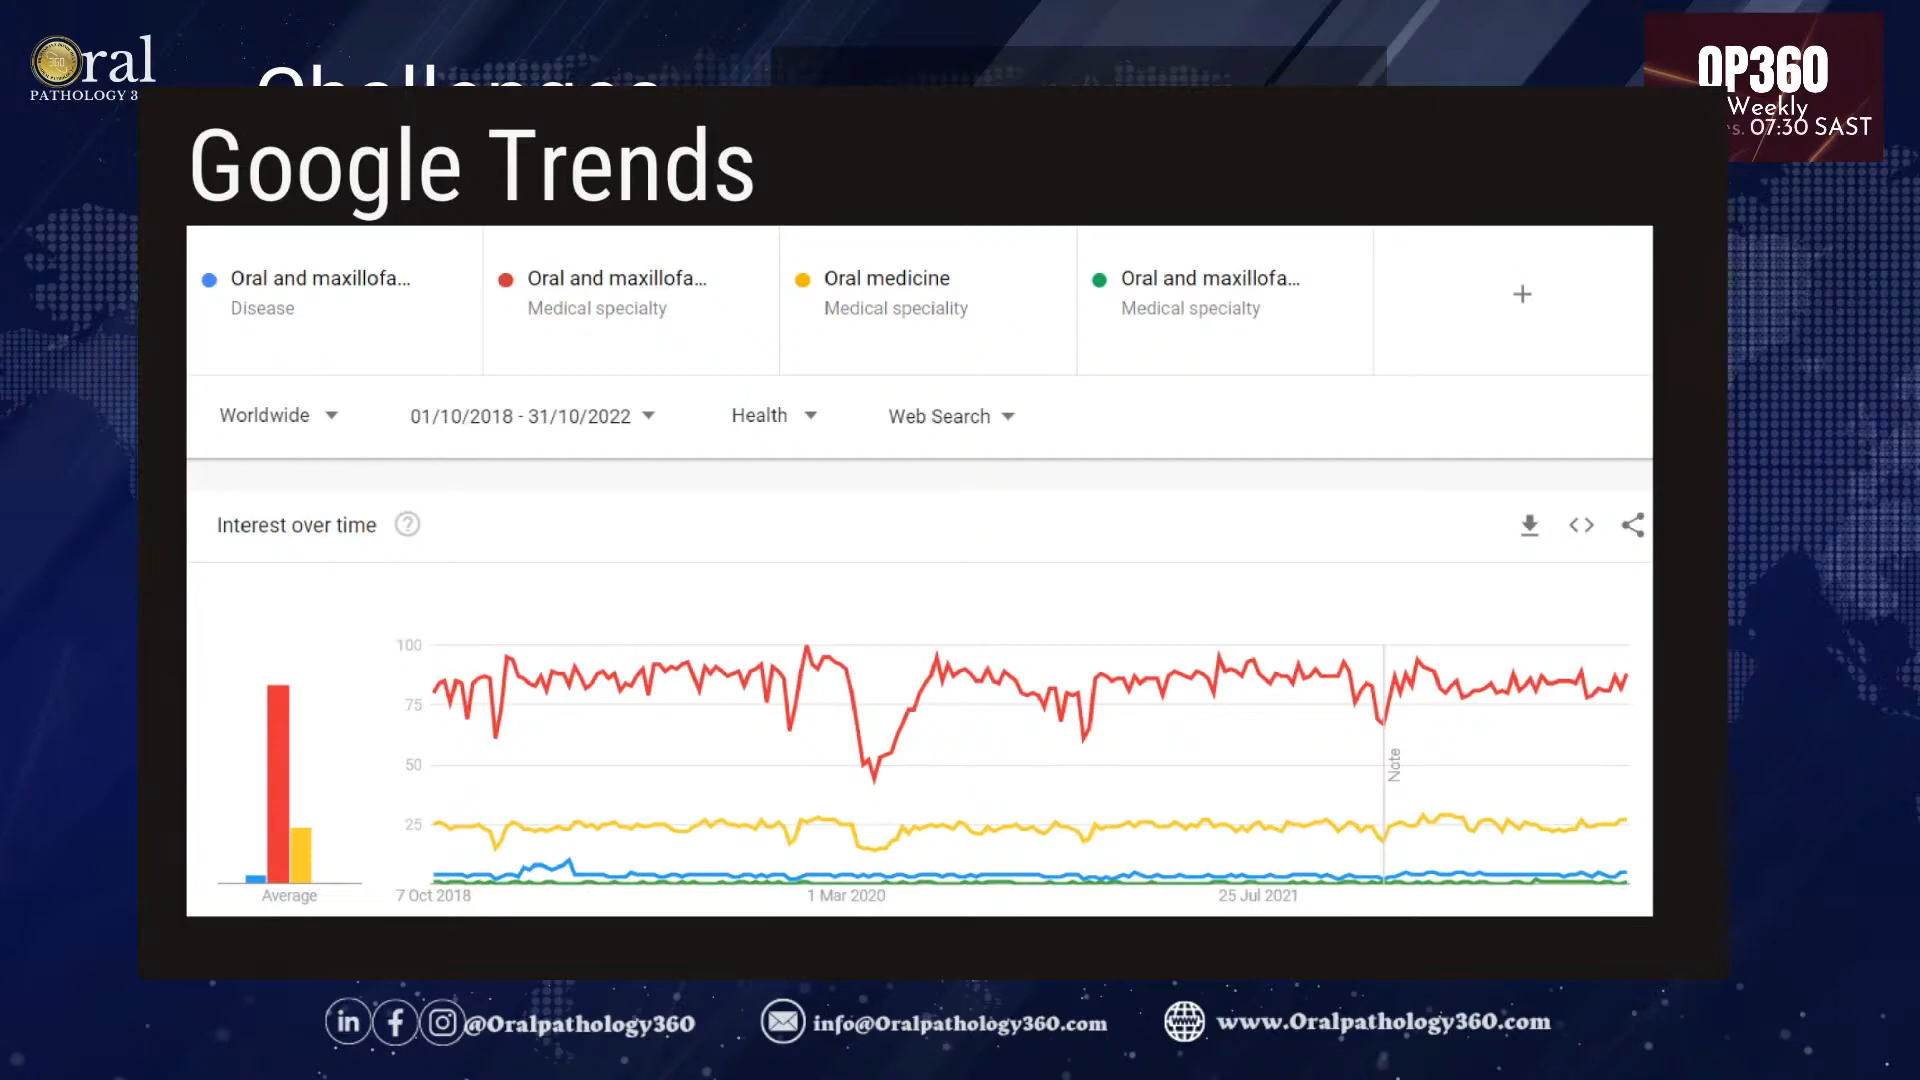 Oral
PATHOLOGY 3
Challenges
OP360
Weekly
s. 07:30 SAST
Google Trends
Oral and maxillofa...
Disease
Oral and maxillofa...
Medical specialty
Oral medicine
Medical speciality
Oral and maxillofa...
Medical specialty
+
Worldwide
01/10/2018 - 31/10/2022
Health
Web Search
Interest over time
?
100
75
50
25
Note
Average
7 Oct 2018
1 Mar 2020
25 Jul 2021
@Oralpathology360
info@Oralpathology360.com
www.Oralpathology360.com